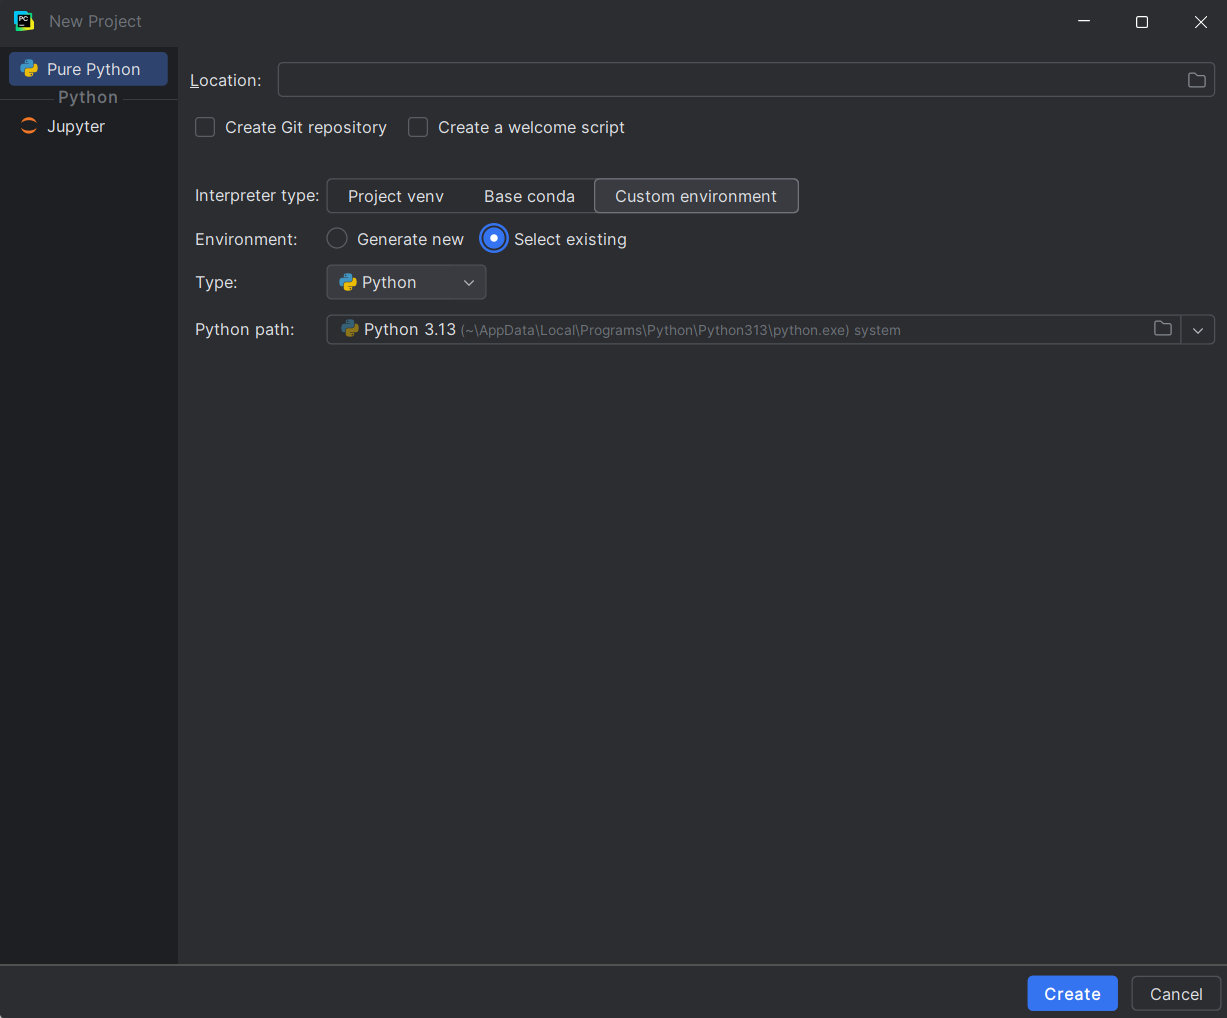 PC New Project
Pure Python
Python
Jupyter
Location:
Create Git repository Create a welcome script
Interpreter type: Project venv Base conda Custom environment
Environment: Generate new Select existing
Type: Python
Python path: Python 3.13 (~\AppData\Local\Programs\Python\Python313\python.exe) system
Create Cancel